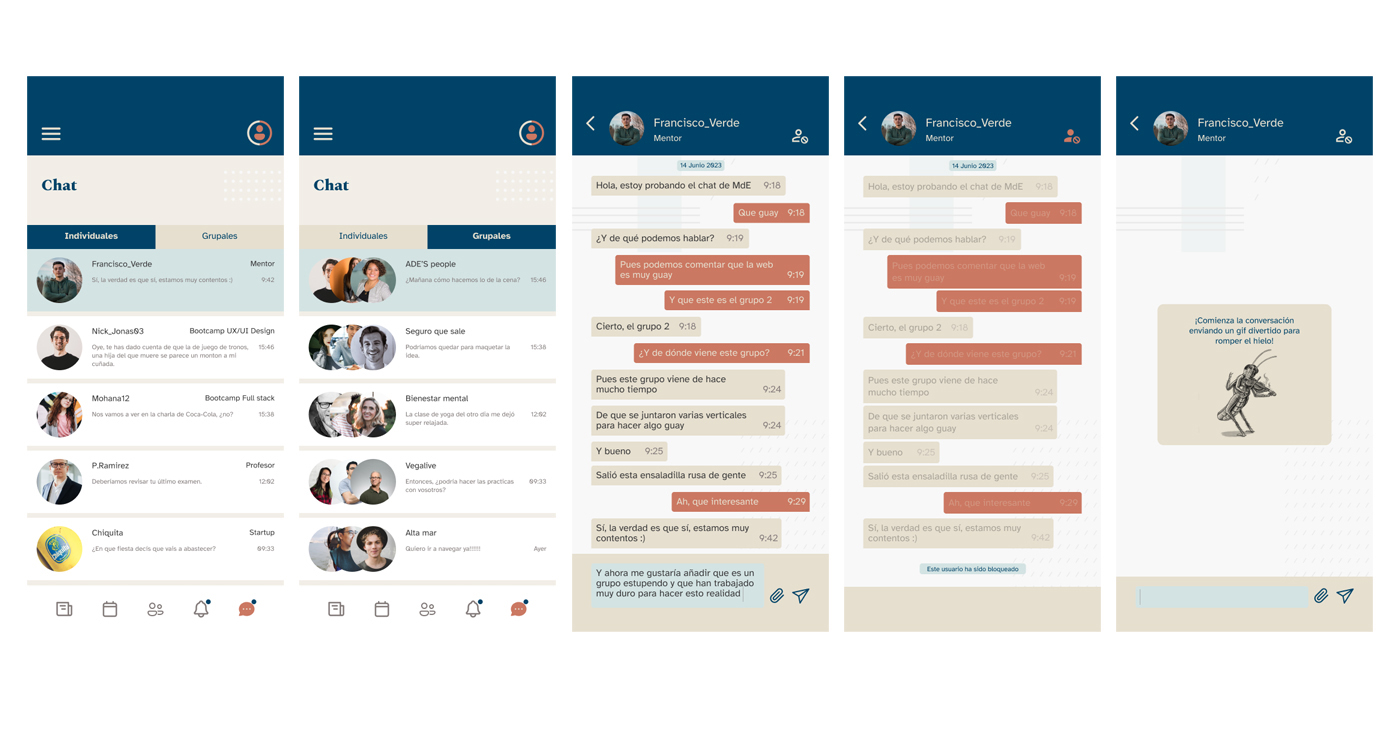 Chat
Individuales Grupales
Francisco_Verde Mentor
Sí, la verdad es que sí, estamos muy contentos :) 9:42
Nick_Jonas03 Bootcamp UX/UI Design
Oye, te has dado cuenta de que la de juego de tronos, 15:46
una hija del que muere se parece un monton a mi
cuñada.
Mohana12 Bootcamp Full stack
Nos vamos a ver en la charla de Coca-Cola, ¿no? 15:38
P.Ramirez Profesor
Deberiamos revisar tu último examen. 12:02
Chiquita Startup
¿En que fiesta decis que vais a abastecer? 09:33
Chiquita
Chat
Individuales Grupales
ADE'S people
¿Mañana cómo hacemos lo de la cena? 15:46
Seguro que sale
Podríamos quedar para maquetar la 15:38
idea.
Bienestar mental
La clase de yoga del otro dia me dejó 12:02
super relajada.
Vegalive
Entonces, ¿podría hacer las practicas 09:33
con vosotros?
Alta mar
Quiero ir a navegar ya!!!!!! Ayer
Francisco_Verde
Mentor
14 Junio 2023
Hola, estoy probando el chat de MdE 9:18
Que guay 9:18
¿Y de qué podemos hablar? 9:19
Pues podemos comentar que la web
es muy guay 9:19
Y que este es el grupo 2 9:19
Cierto, el grupo 2 9:18
¿Y de dónde viene este grupo? 9:21
Pues este grupo viene de hace
mucho tiempo 9:24
De que se juntaron varias verticales
para hacer algo guay 9:24
Y bueno 9:25
Salió esta ensaladilla rusa de gente 9:25
Ah, que interesante 9:29
Sí, la verdad es que sí, estamos muy
contentos :) 9:42
Y ahora me gustaría añadir que es un
grupo estupendo y que han trabajado
muy duro para hacer esto realidad
Francisco_Verde
Mentor
14 Junio 2023
Hola, estoy probando el chat de MdE 9:18
Que guay 9:18
¿Y de qué podemos hablar? 9:19
Pues podemos comentar que la web
es muy guay 9:19
Y que este es el grupo 2 9:19
Cierto, el grupo 2 9:18
¿Y de dónde viene este grupo? 9:21
Pues este grupo viene de hace
mucho tiempo 9:24
De que se juntaron varias verticales
para hacer algo guay 9:24
Y bueno 9:25
Salió esta ensaladilla rusa de gente 9:25
Ah, que interesante 9:29
Sí, la verdad es que sí, estamos muy
contentos :) 9:42
Este usuario ha sido bloqueado
Francisco_Verde
Mentor
¡Comienza la conversación
enviando un gif divertido para
romper el hielo!